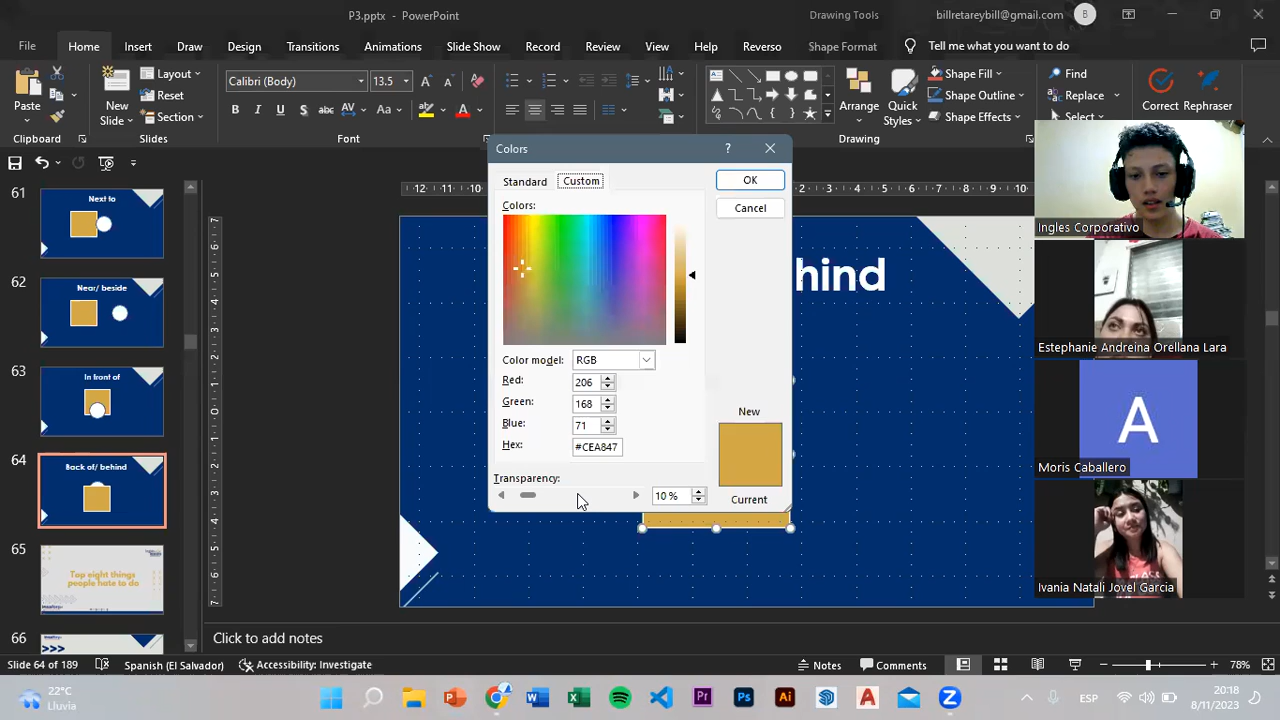 P3.pptx - PowerPoint
Drawing Tools
billretareybill@gmail.com
B
File
Home
Insert
Draw
Design
Transitions
Animations
Slide Show
Record
Review
View
Help
Reverso
Shape Format
Tell me what you want to do
Paste
Clipboard
New
Slide
Layout
Reset
Section
Slides
Calibri (Body)
13.5
B I U S abc AV Aa A
Font
Paragraph
Arrange
Quick
Styles
Shape Fill
Shape Outline
Shape Effects
Drawing
Find
Replace
Select
Correct
Rephraser
61
Next to
62
Near/ beside
63
In front of
64
Back of/ behind
65
Top eight things
people hate to do
66
hind
Colors
?
Standard
Custom
OK
Cancel
Colors:
Color model:
RGB
Red:
206
Green:
168
Blue:
71
Hex:
#CEA847
Transparency:
10 %
New
Current
Ingles Corporativo
Estephanie Andreina Orellana Lara
A
Moris Caballero
Ivania Natali Jovel Garcia
Click to add notes
Slide 64 of 189
Spanish (El Salvador)
Accessibility: Investigate
Notes
Comments
78%
22°C
Lluvia
ESP
20:18
8/11/2023